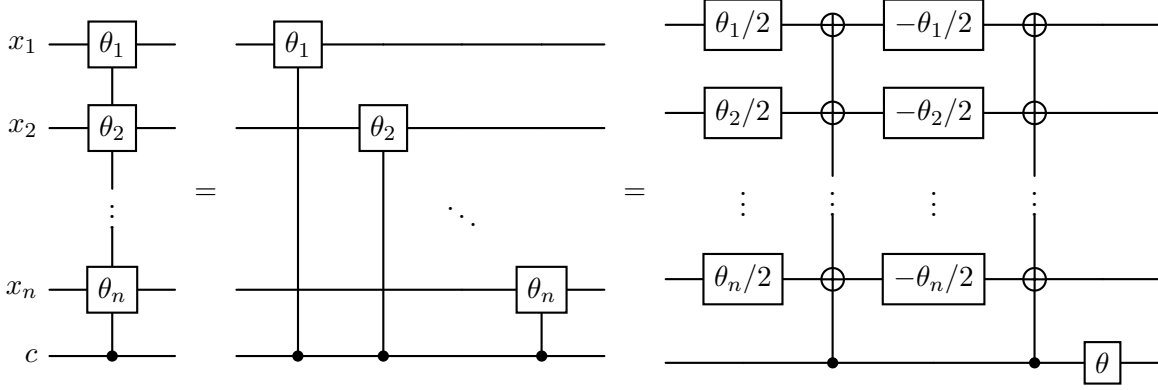 x₁ θ₁ θ₁ θ₁/2 −θ₁/2
x₂ θ₂ θ₂ θ₂/2 −θ₂/2
⋮ = ⋱ = ⋮ ⋮ ⋮ ⋮
xₙ θₙ θₙ θₙ/2 −θₙ/2
c θ